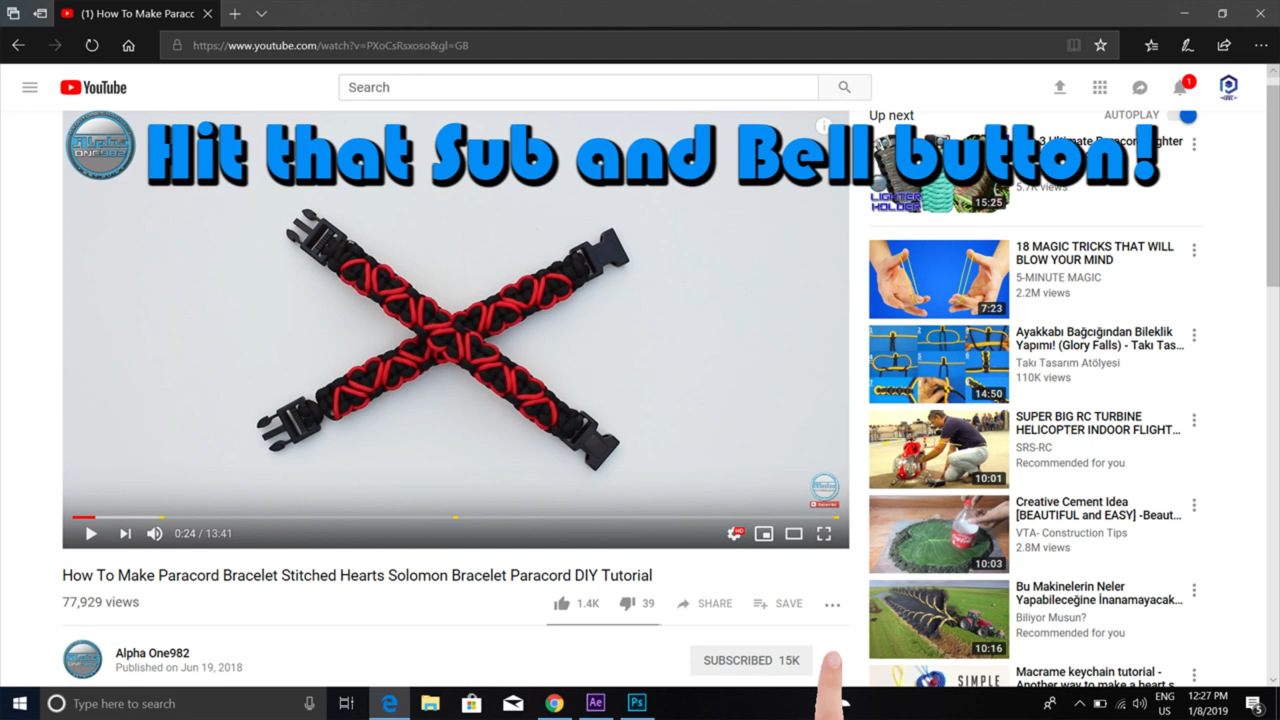 (1) How To Make Paracc
https://www.youtube.com/watch?v=PXoCsRsxoso&gl=GB
YouTube
Search
1
Hit that Sub and Bell button!
Up next
AUTOPLAY
LIGHTER
HOLDER
15:25
18 MAGIC TRICKS THAT WILL
BLOW YOUR MIND
5-MINUTE MAGIC
2.2M views
7:23
Ayakkabı Bağcığından Bileklik
Yapımı! (Glory Falls) - Takı Tas...
Takı Tasarım Atölyesi
110K views
14:50
SUPER BIG RC TURBINE
HELICOPTER INDOOR FLIGHT...
SRS-RC
Recommended for you
10:01
Creative Cement Idea
[BEAUTIFUL and EASY] -Beaut...
VTA- Construction Tips
2.8M views
10:03
Bu Makinelerin Neler
Yapabileceğine İnanamayacak...
Biliyor Musun?
Recommended for you
10:16
Macrame keychain tutorial -
SIMPLE
0:24 / 13:41
HD
How To Make Paracord Bracelet Stitched Hearts Solomon Bracelet Paracord DIY Tutorial
77,929 views
1.4K
39
SHARE
SAVE
Alpha One982
Published on Jun 19, 2018
SUBSCRIBED 15K
Type here to search
Ae
Ps
ENG
US
12:27 PM
1/8/2019
5